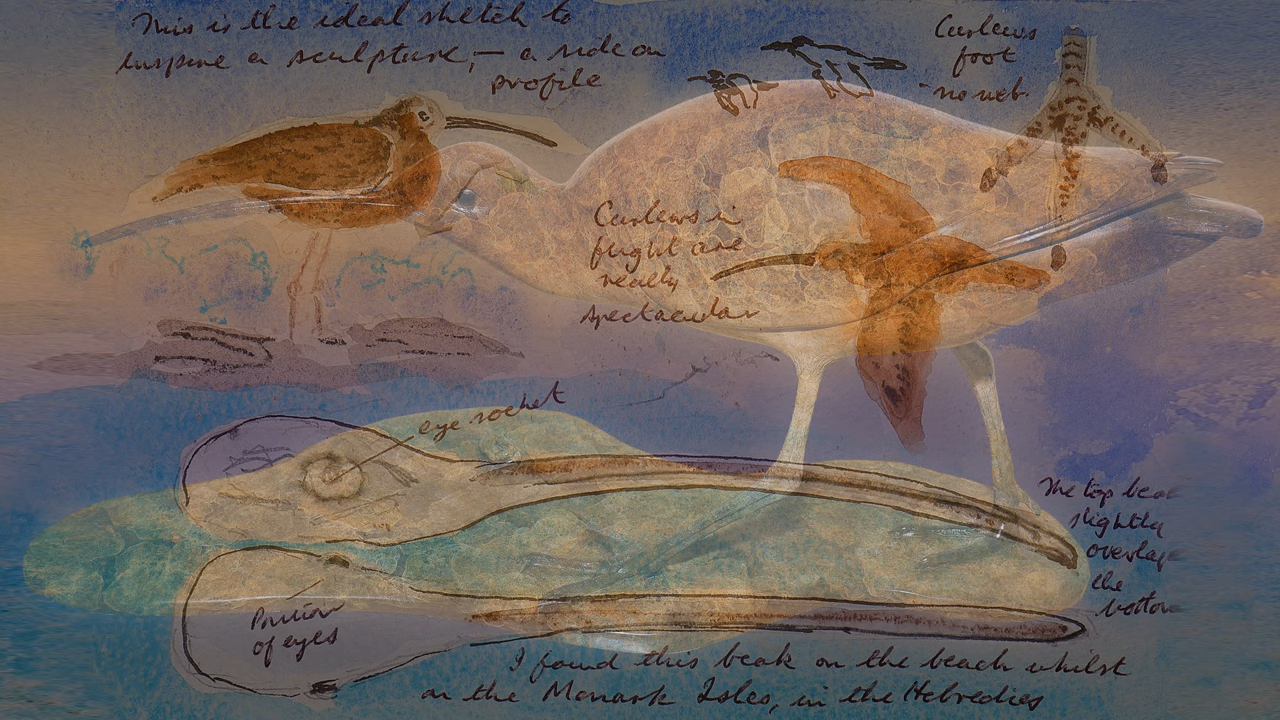 This is the ideal sketch to
inspire a sculpture, – a side on
profile
Curlews
foot
- no web.
Curlews in
flight are
really
spectacular
eye socket
The top beak
slightly
overlaps
the
bottom
Position
of eyes
I found this beak on the beach whilst
on the Monark Isles, in the Hebredies